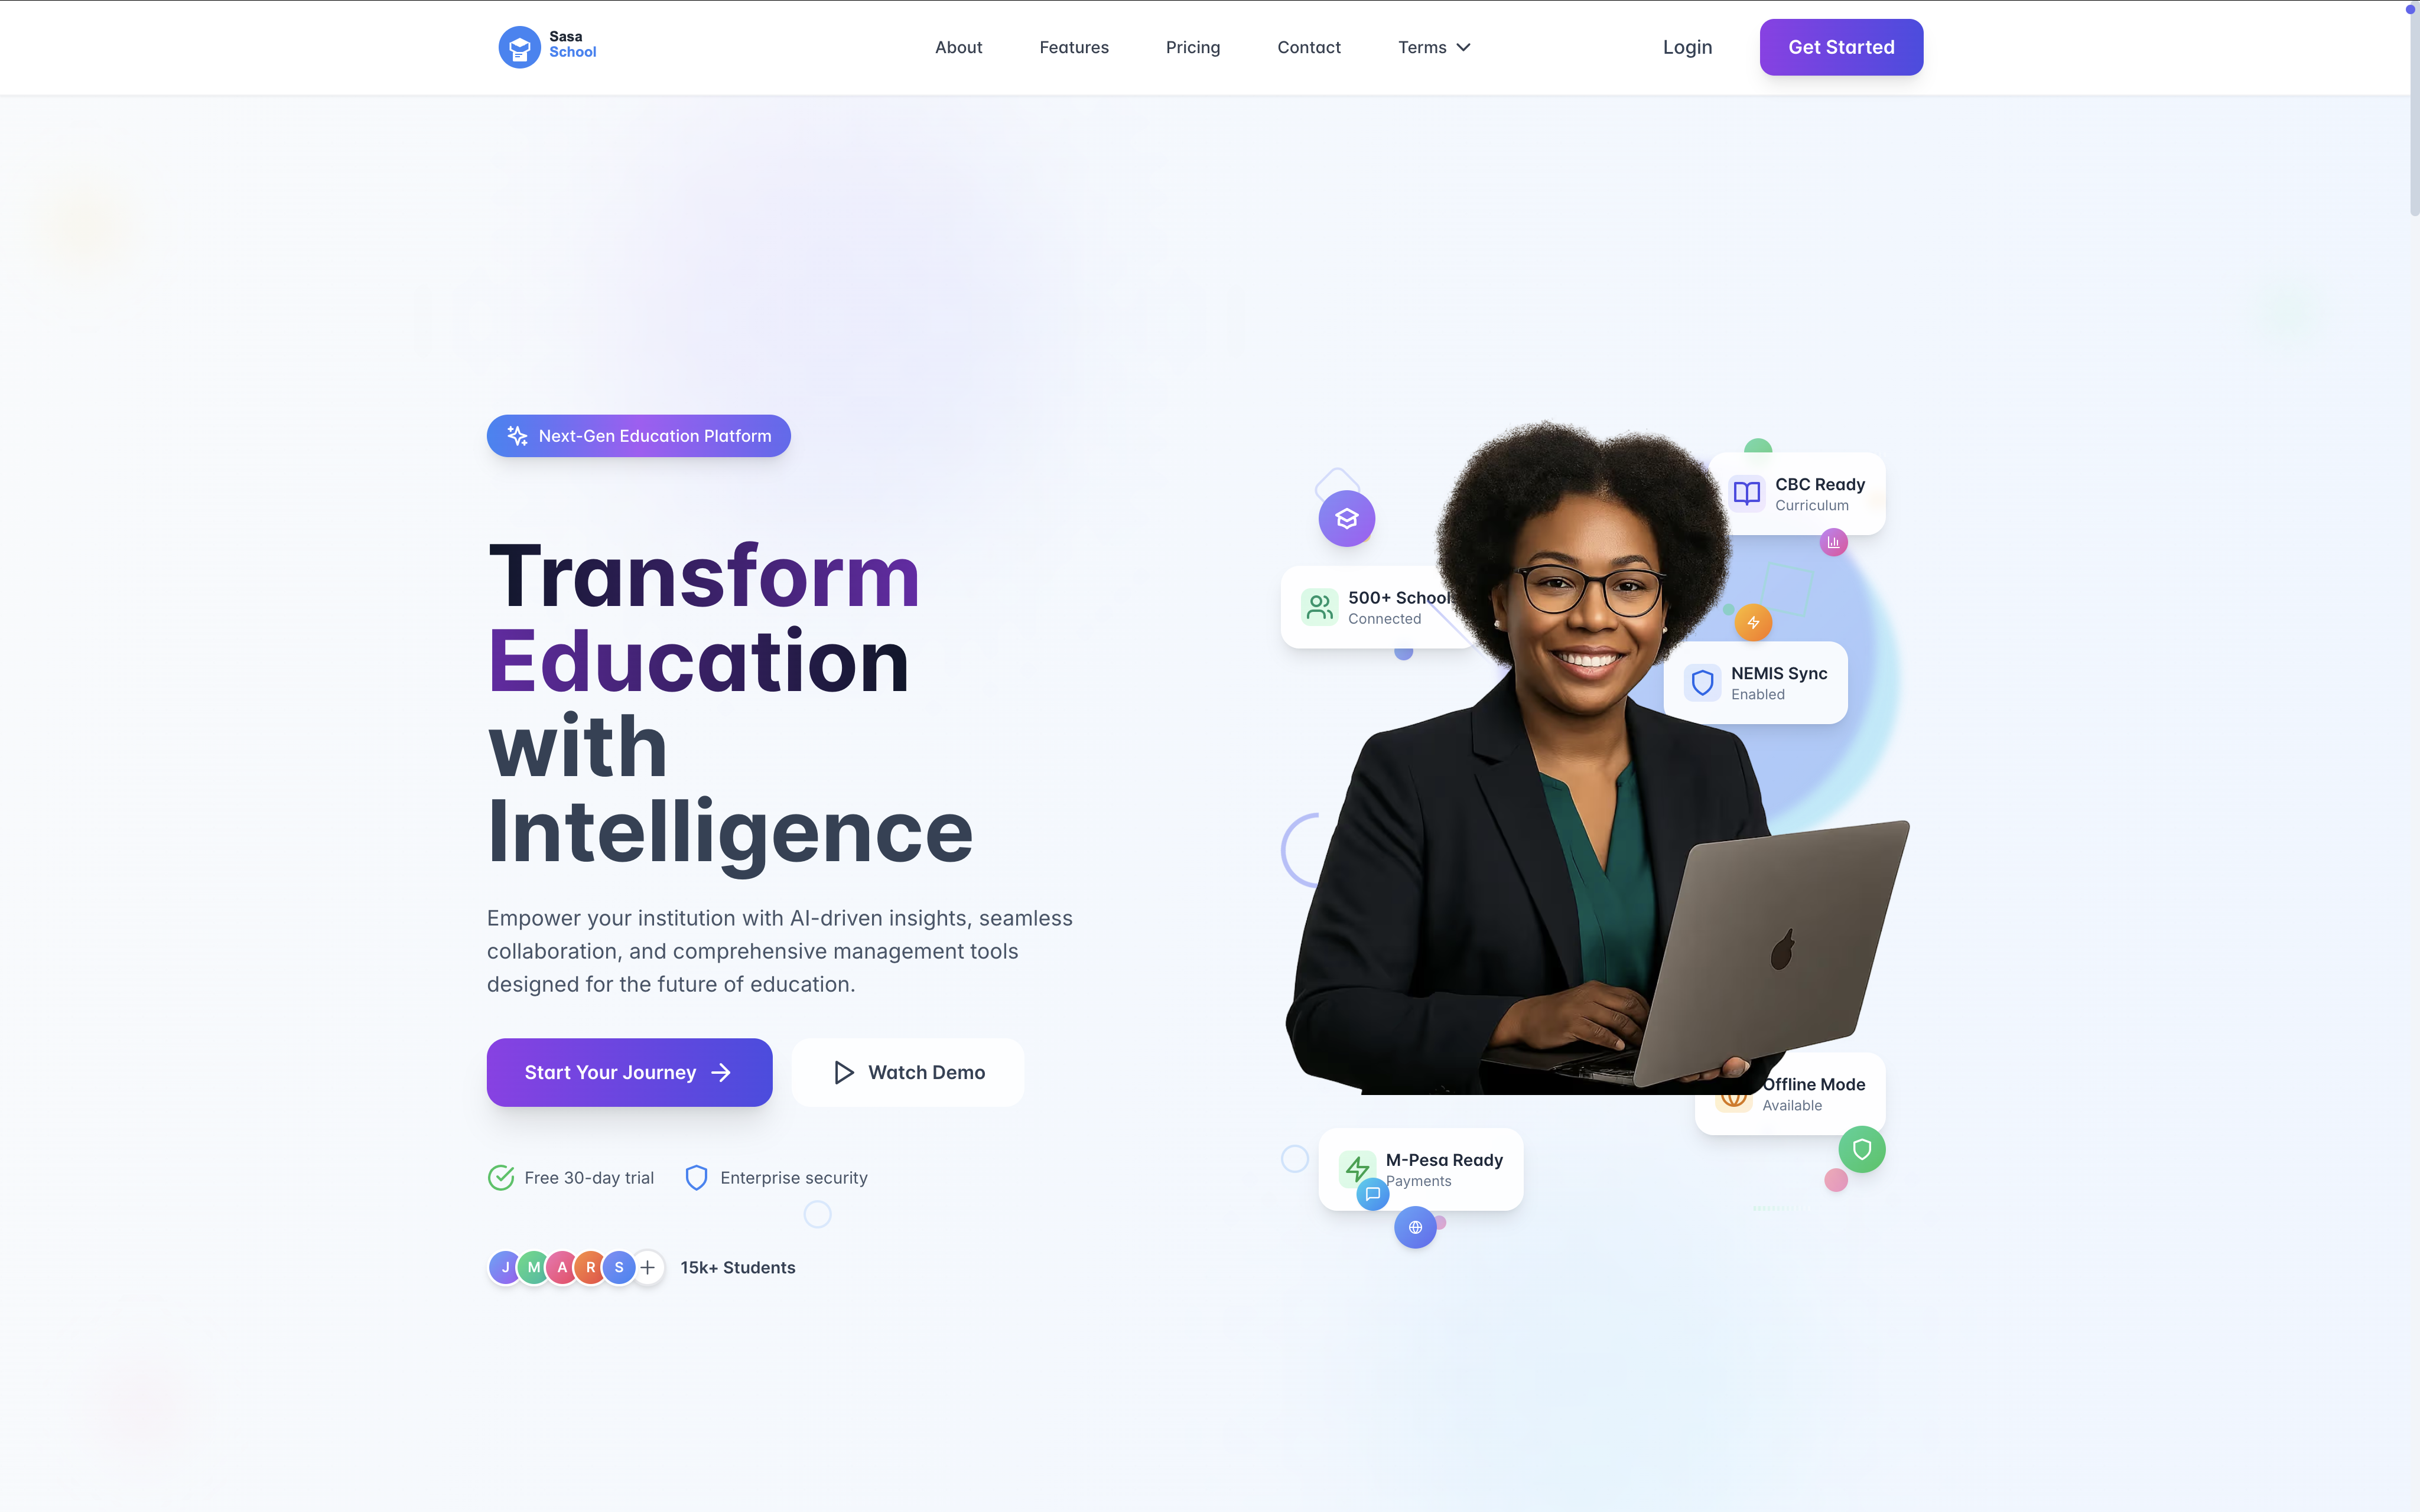 Sasa
School
About
Features
Pricing
Contact
Terms
Login
Get Started
Next-Gen Education Platform
Transform
Education
with
Intelligence
Empower your institution with AI-driven insights, seamless
collaboration, and comprehensive management tools
designed for the future of education.
Start Your Journey
Watch Demo
Free 30-day trial
Enterprise security
J M A R S
15k+ Students
CBC Ready
Curriculum
500+ Schools
Connected
NEMIS Sync
Enabled
Offline Mode
Available
M-Pesa Ready
Payments